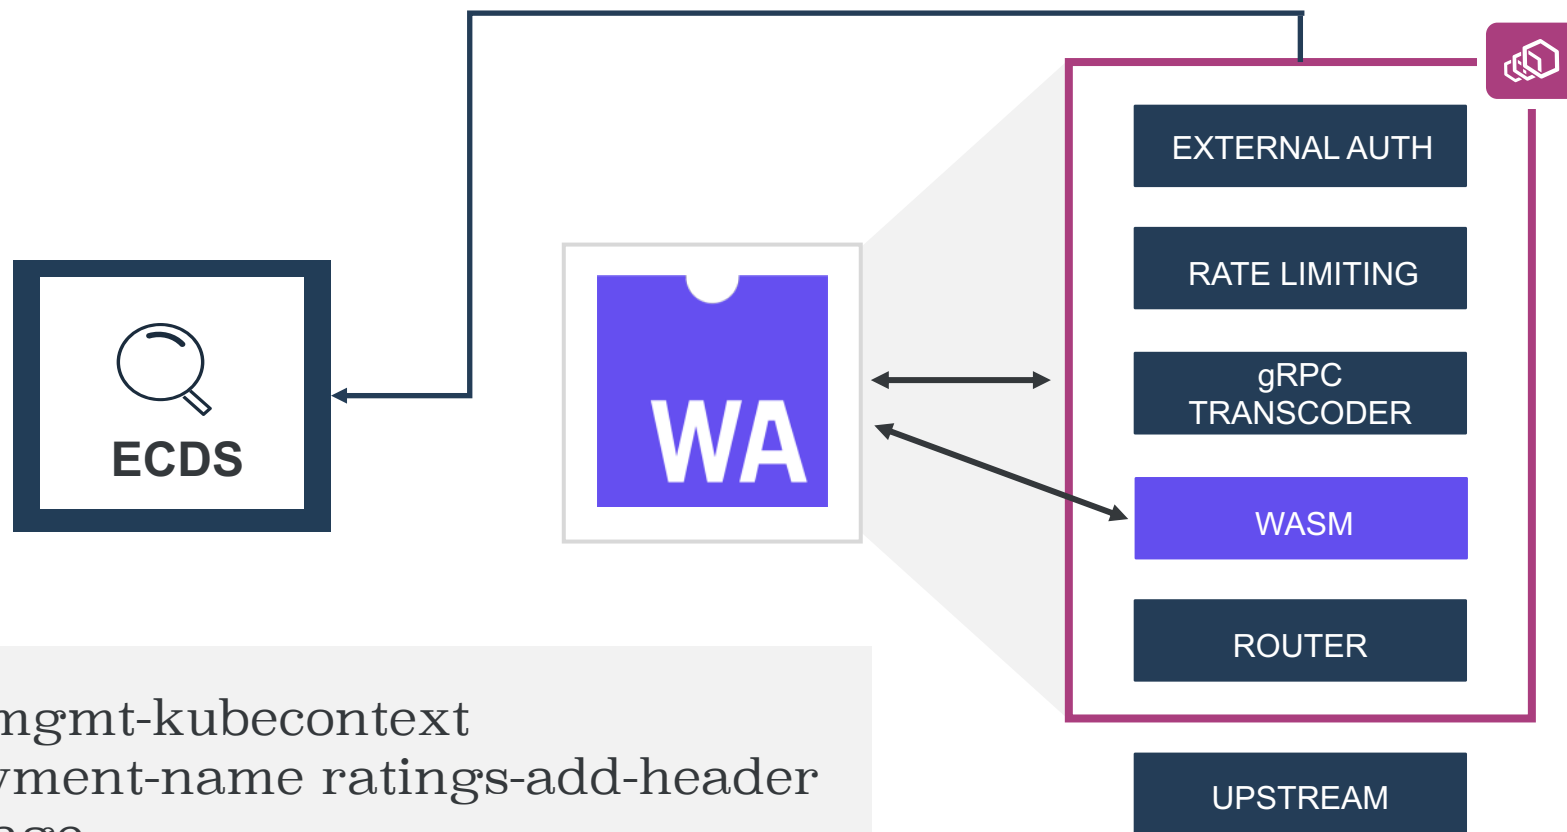 EXTERNAL AUTH
RATE LIMITING
gRPC
TRANSCODER
WASM
ROUTER
UPSTREAM
ECDS
WA
mgmt-kubecontext
yment-name ratings-add-header